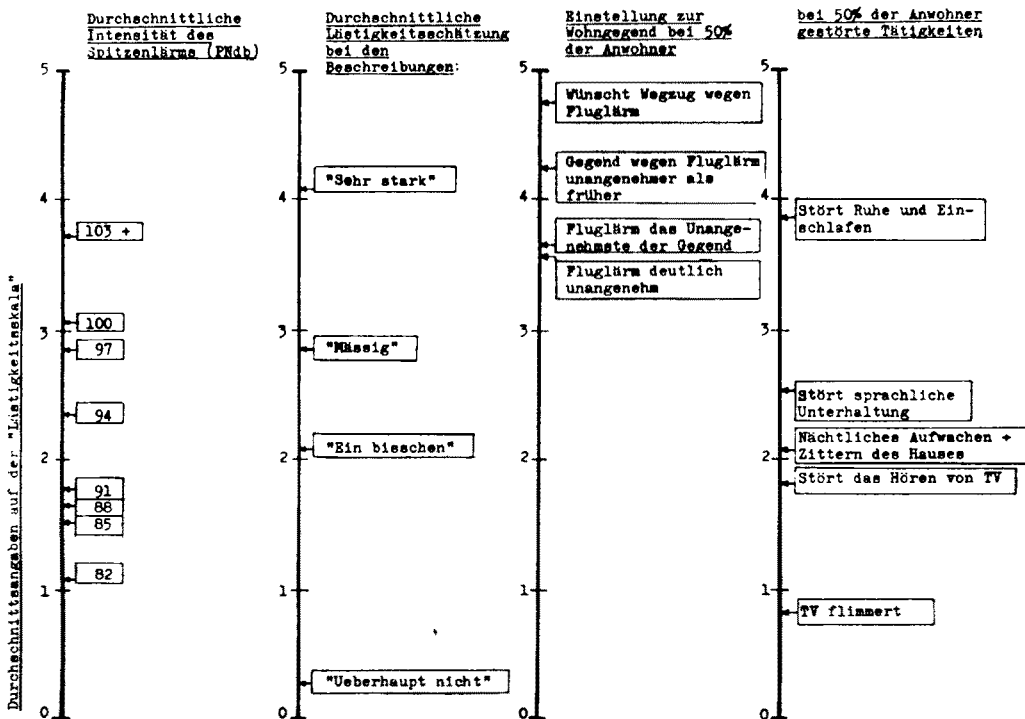 Durchschnittliche
Intensität des
Spitzenlärms (PNdb)
Durchschnittliche
Lästigkeitsschätzung
bei den
Beschreibungen:
Einstellung zur
Wohngegend bei 50%
der Anwohner
bei 50% der Anwohner
gestörte Tätigkeiten
Durchschnittsangaben auf der "Lästigkeitsskala"
5
4
103 +
100
3
97
94
2
91
88
85
82
1
0
5
"Sehr stark"
4
3
"Mässig"
"Ein bisschen"
2
1
"Ueberhaupt nicht"
0
5
Wünscht Wegzug wegen
Fluglärm
Gegend wegen Fluglärm
unangenehmer als
früher
4
Fluglärm das Unange-
nehmste der Gegend
Fluglärm deutlich
unangenehm
3
2
1
0
5
4
Stört Ruhe und Ein-
schlafen
3
Stört sprachliche
Unterhaltung
Nächtliches Aufwachen +
Zittern des Hauses
2
Stört das Hören von TV
1
TV flimmert
0